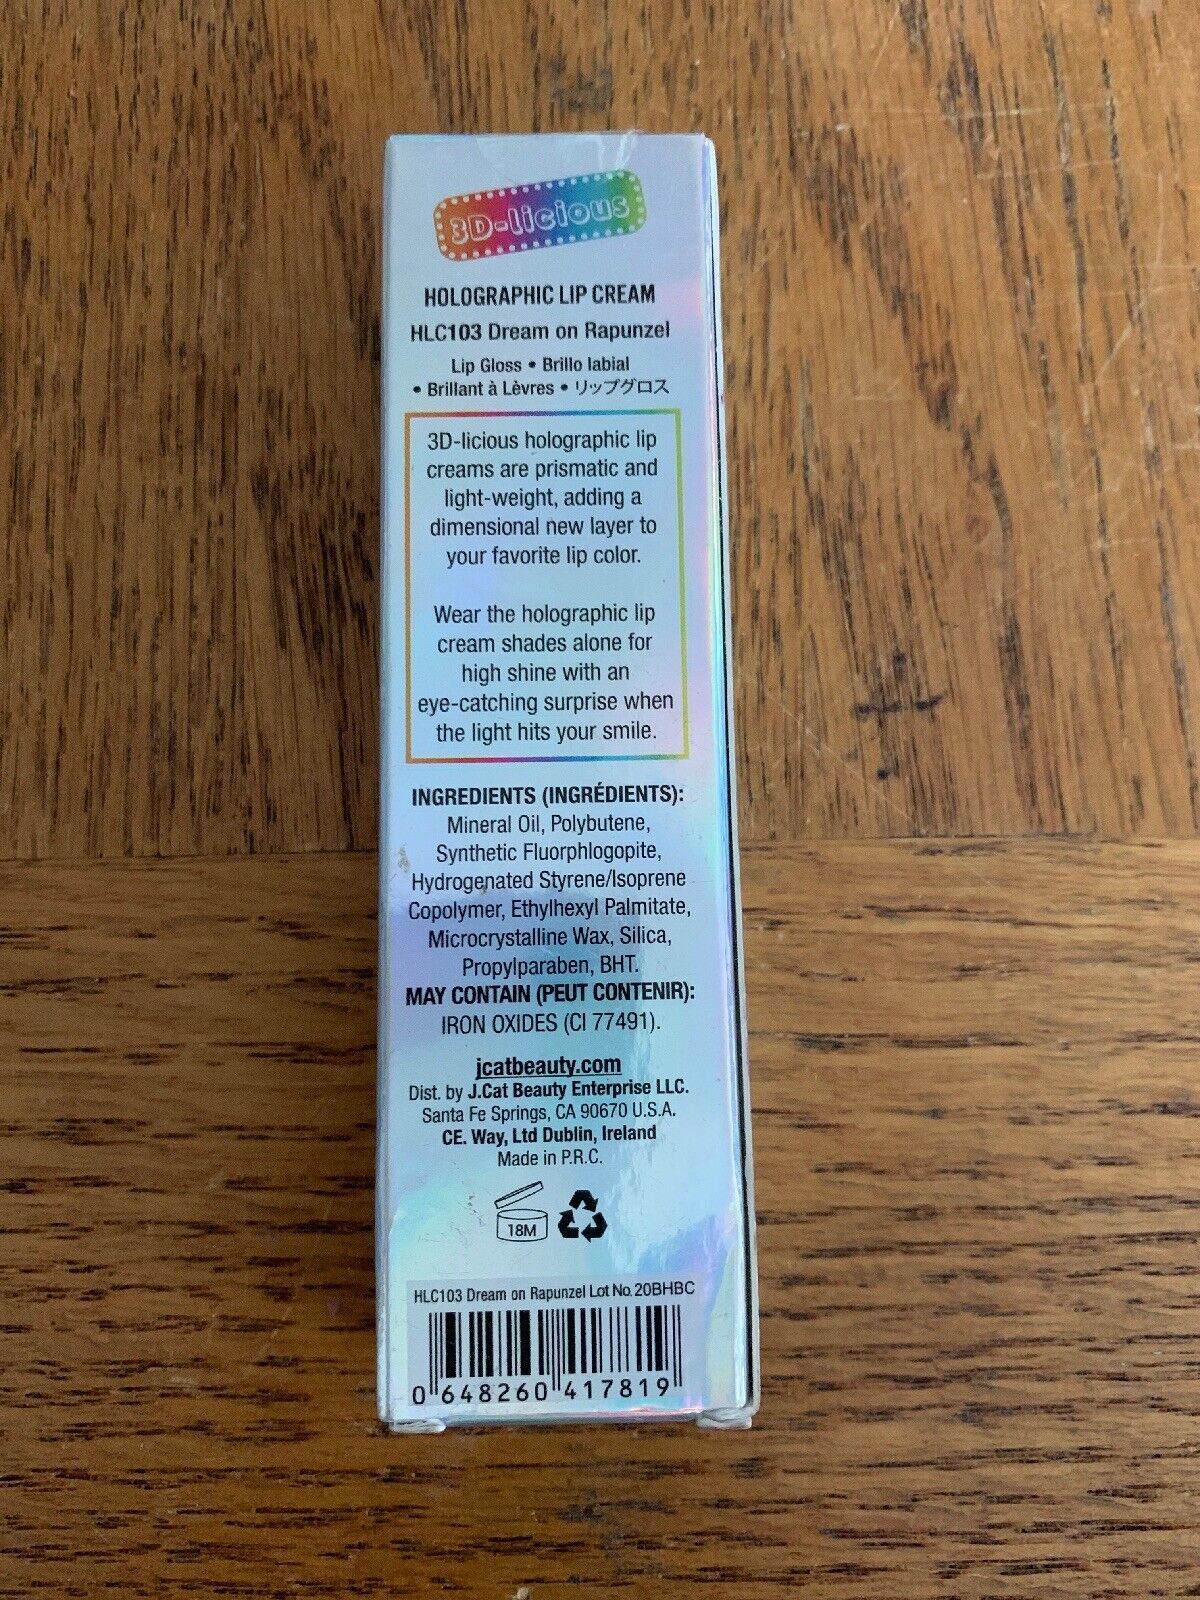 3D-licious
HOLOGRAPHIC LIP CREAM
HLC103 Dream on Rapunzel
Lip Gloss • Brillo labial
• Brillant à Lèvres • リップグロス
3D-licious holographic lip
creams are prismatic and
light-weight, adding a
dimensional new layer to
your favorite lip color.
Wear the holographic lip
cream shades alone for
high shine with an
eye-catching surprise when
the light hits your smile.
INGREDIENTS (INGRÉDIENTS):
Mineral Oil, Polybutene,
Synthetic Fluorphlogopite,
Hydrogenated Styrene/Isoprene
Copolymer, Ethylhexyl Palmitate,
Microcrystalline Wax, Silica,
Propylparaben, BHT.
MAY CONTAIN (PEUT CONTENIR):
IRON OXIDES (CI 77491).
jcatbeauty.com
Dist. by J.Cat Beauty Enterprise LLC.
Santa Fe Springs, CA 90670 U.S.A.
CE. Way, Ltd Dublin, Ireland
Made in P.R.C.
18M
HLC103 Dream on Rapunzel Lot No. 20BHBC
0 648260 417819